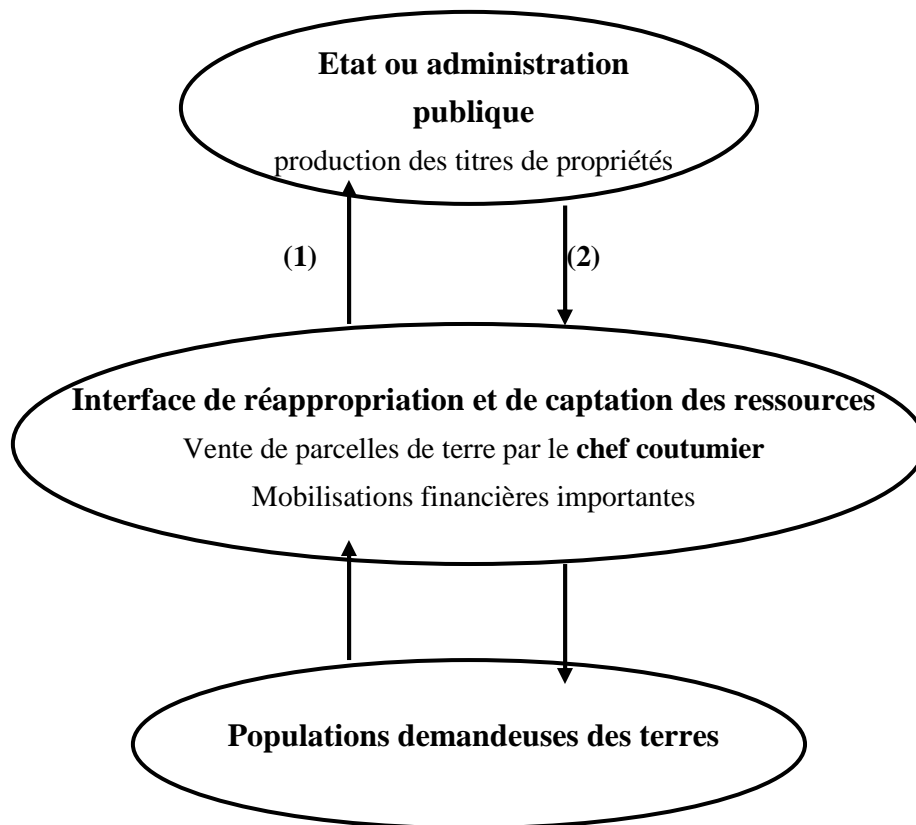 Etat ou administration
publique
production des titres de propriétés
(1)
(2)
Interface de réappropriation et de captation des ressources
Vente de parcelles de terre par le chef coutumier
Mobilisations financières importantes
Populations demandeuses des terres